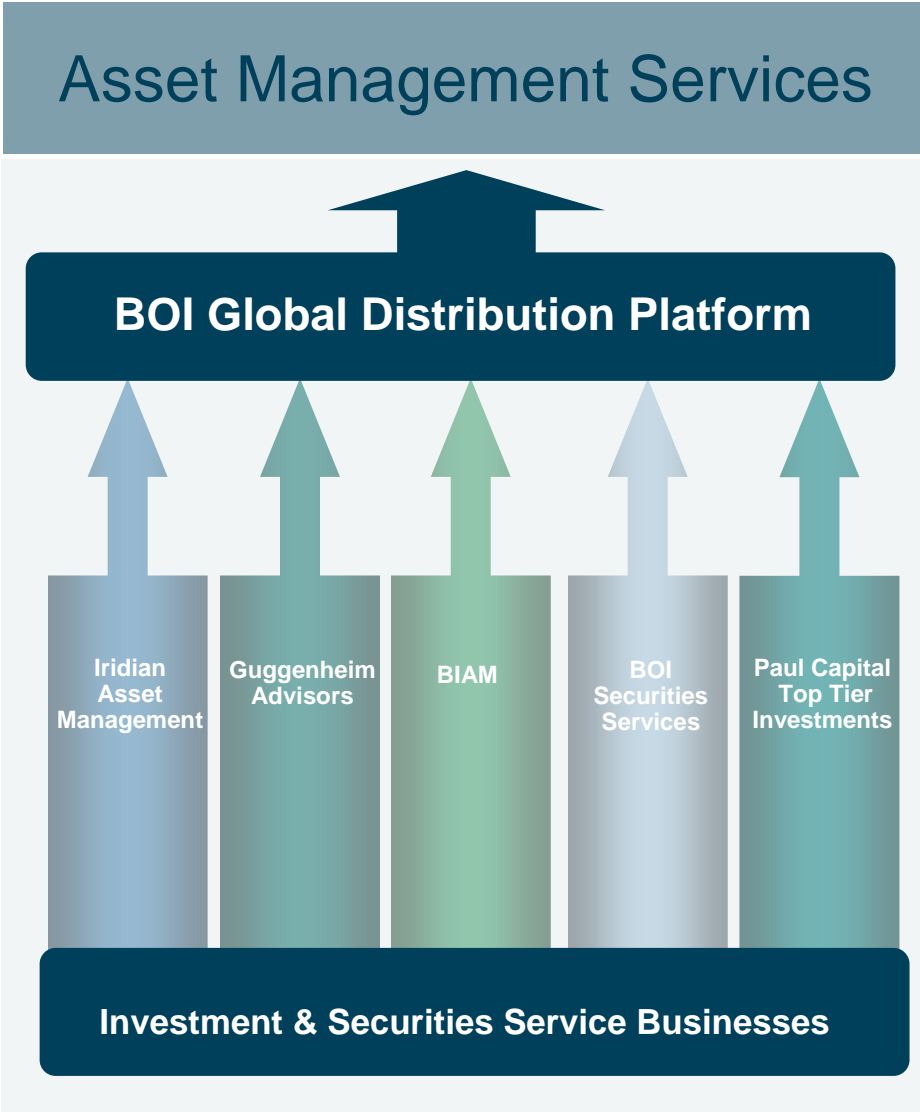 Asset Management Services
BOI Global Distribution Platform
Iridian
Asset
Management
Guggenheim
Advisors
BIAM
BOI
Securities
Services
Paul Capital
Top Tier
Investments
Investment & Securities Service Businesses